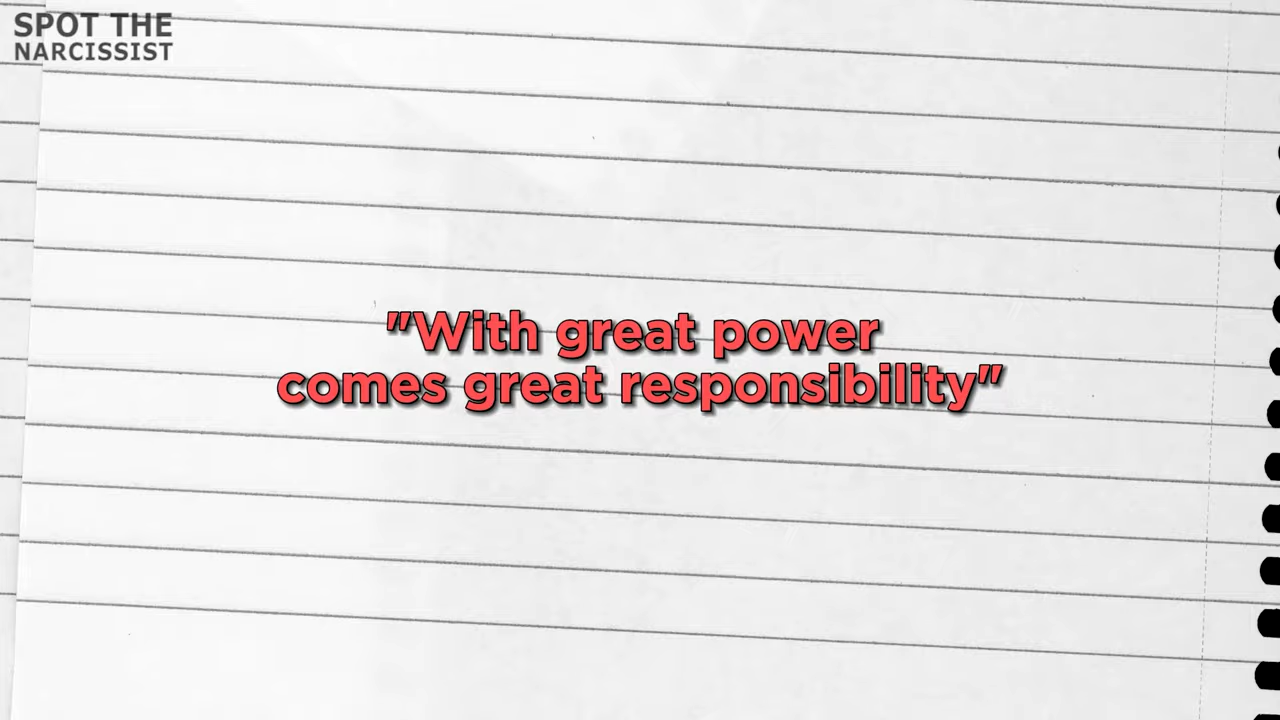 SPOT THE
NARCISSIST
"With great power
comes great responsibility"